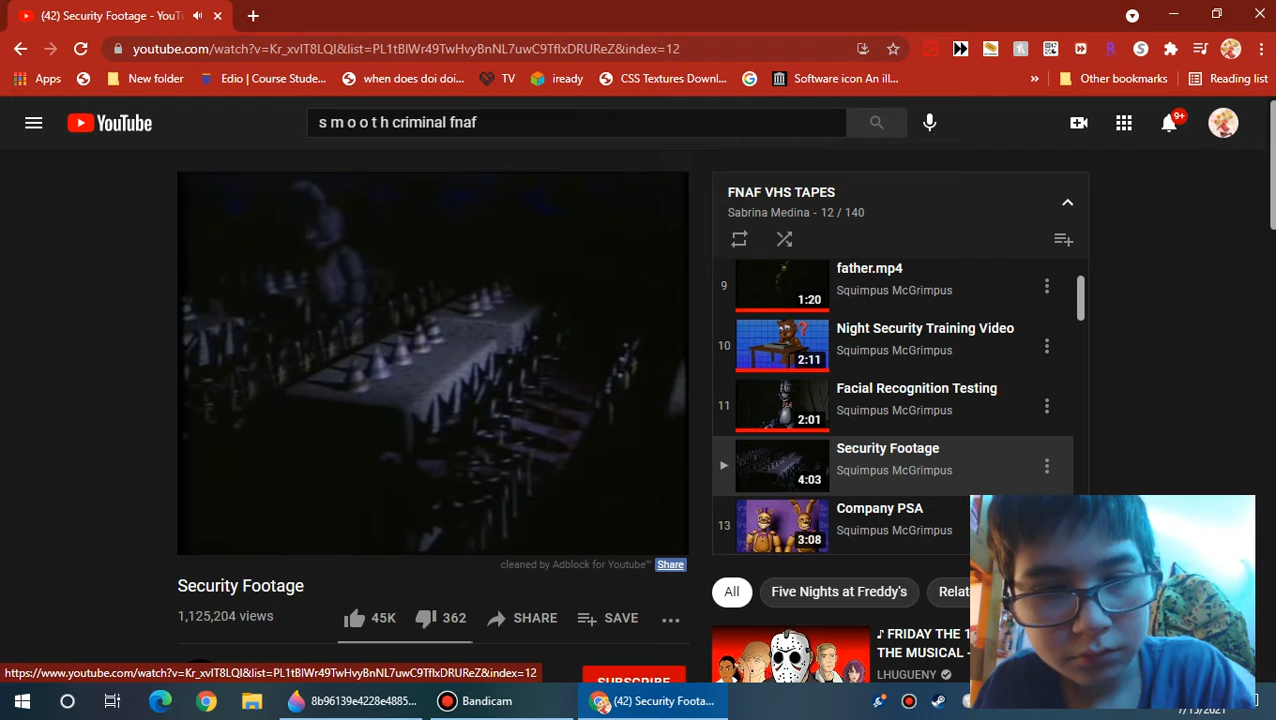 (42) Security Footage - YouT
youtube.com/watch?v=Kr_xvIT8LQI&list=PL1tBlWr49TwHvyBnNL7uwC9TfIxDRUReZ&index=12
Apps
New folder
Edio | Course Stude...
when does doi doi...
TV
iready
CSS Textures Downl...
Software icon An ill...
»
Other bookmarks
Reading list
YouTube
s m o o t h criminal fnaf
9+
FNAF VHS TAPES
Sabrina Medina - 12 / 140
9
father.mp4
Squimpus McGrimpus
1:20
10
Night Security Training Video
Squimpus McGrimpus
2:11
11
Facial Recognition Testing
Squimpus McGrimpus
2:01
Security Footage
Squimpus McGrimpus
4:03
13
Company PSA
Squimpus McGrimpus
3:08
cleaned by Adblock for Youtube™ Share
Security Footage
1,125,204 views
45K
362
SHARE
SAVE
All
Five Nights at Freddy's
Relat
♪ FRIDAY THE 1
THE MUSICAL -
LHUGUENY
SUBSCRIBE
https://www.youtube.com/watch?v=Kr_xvIT8LQI&list=PL1tBlWr49TwHvyBnNL7uwC9TfIxDRUReZ&index=12
8b96139e4228e4885...
Bandicam
(42) Security Foota...
7/15/2021